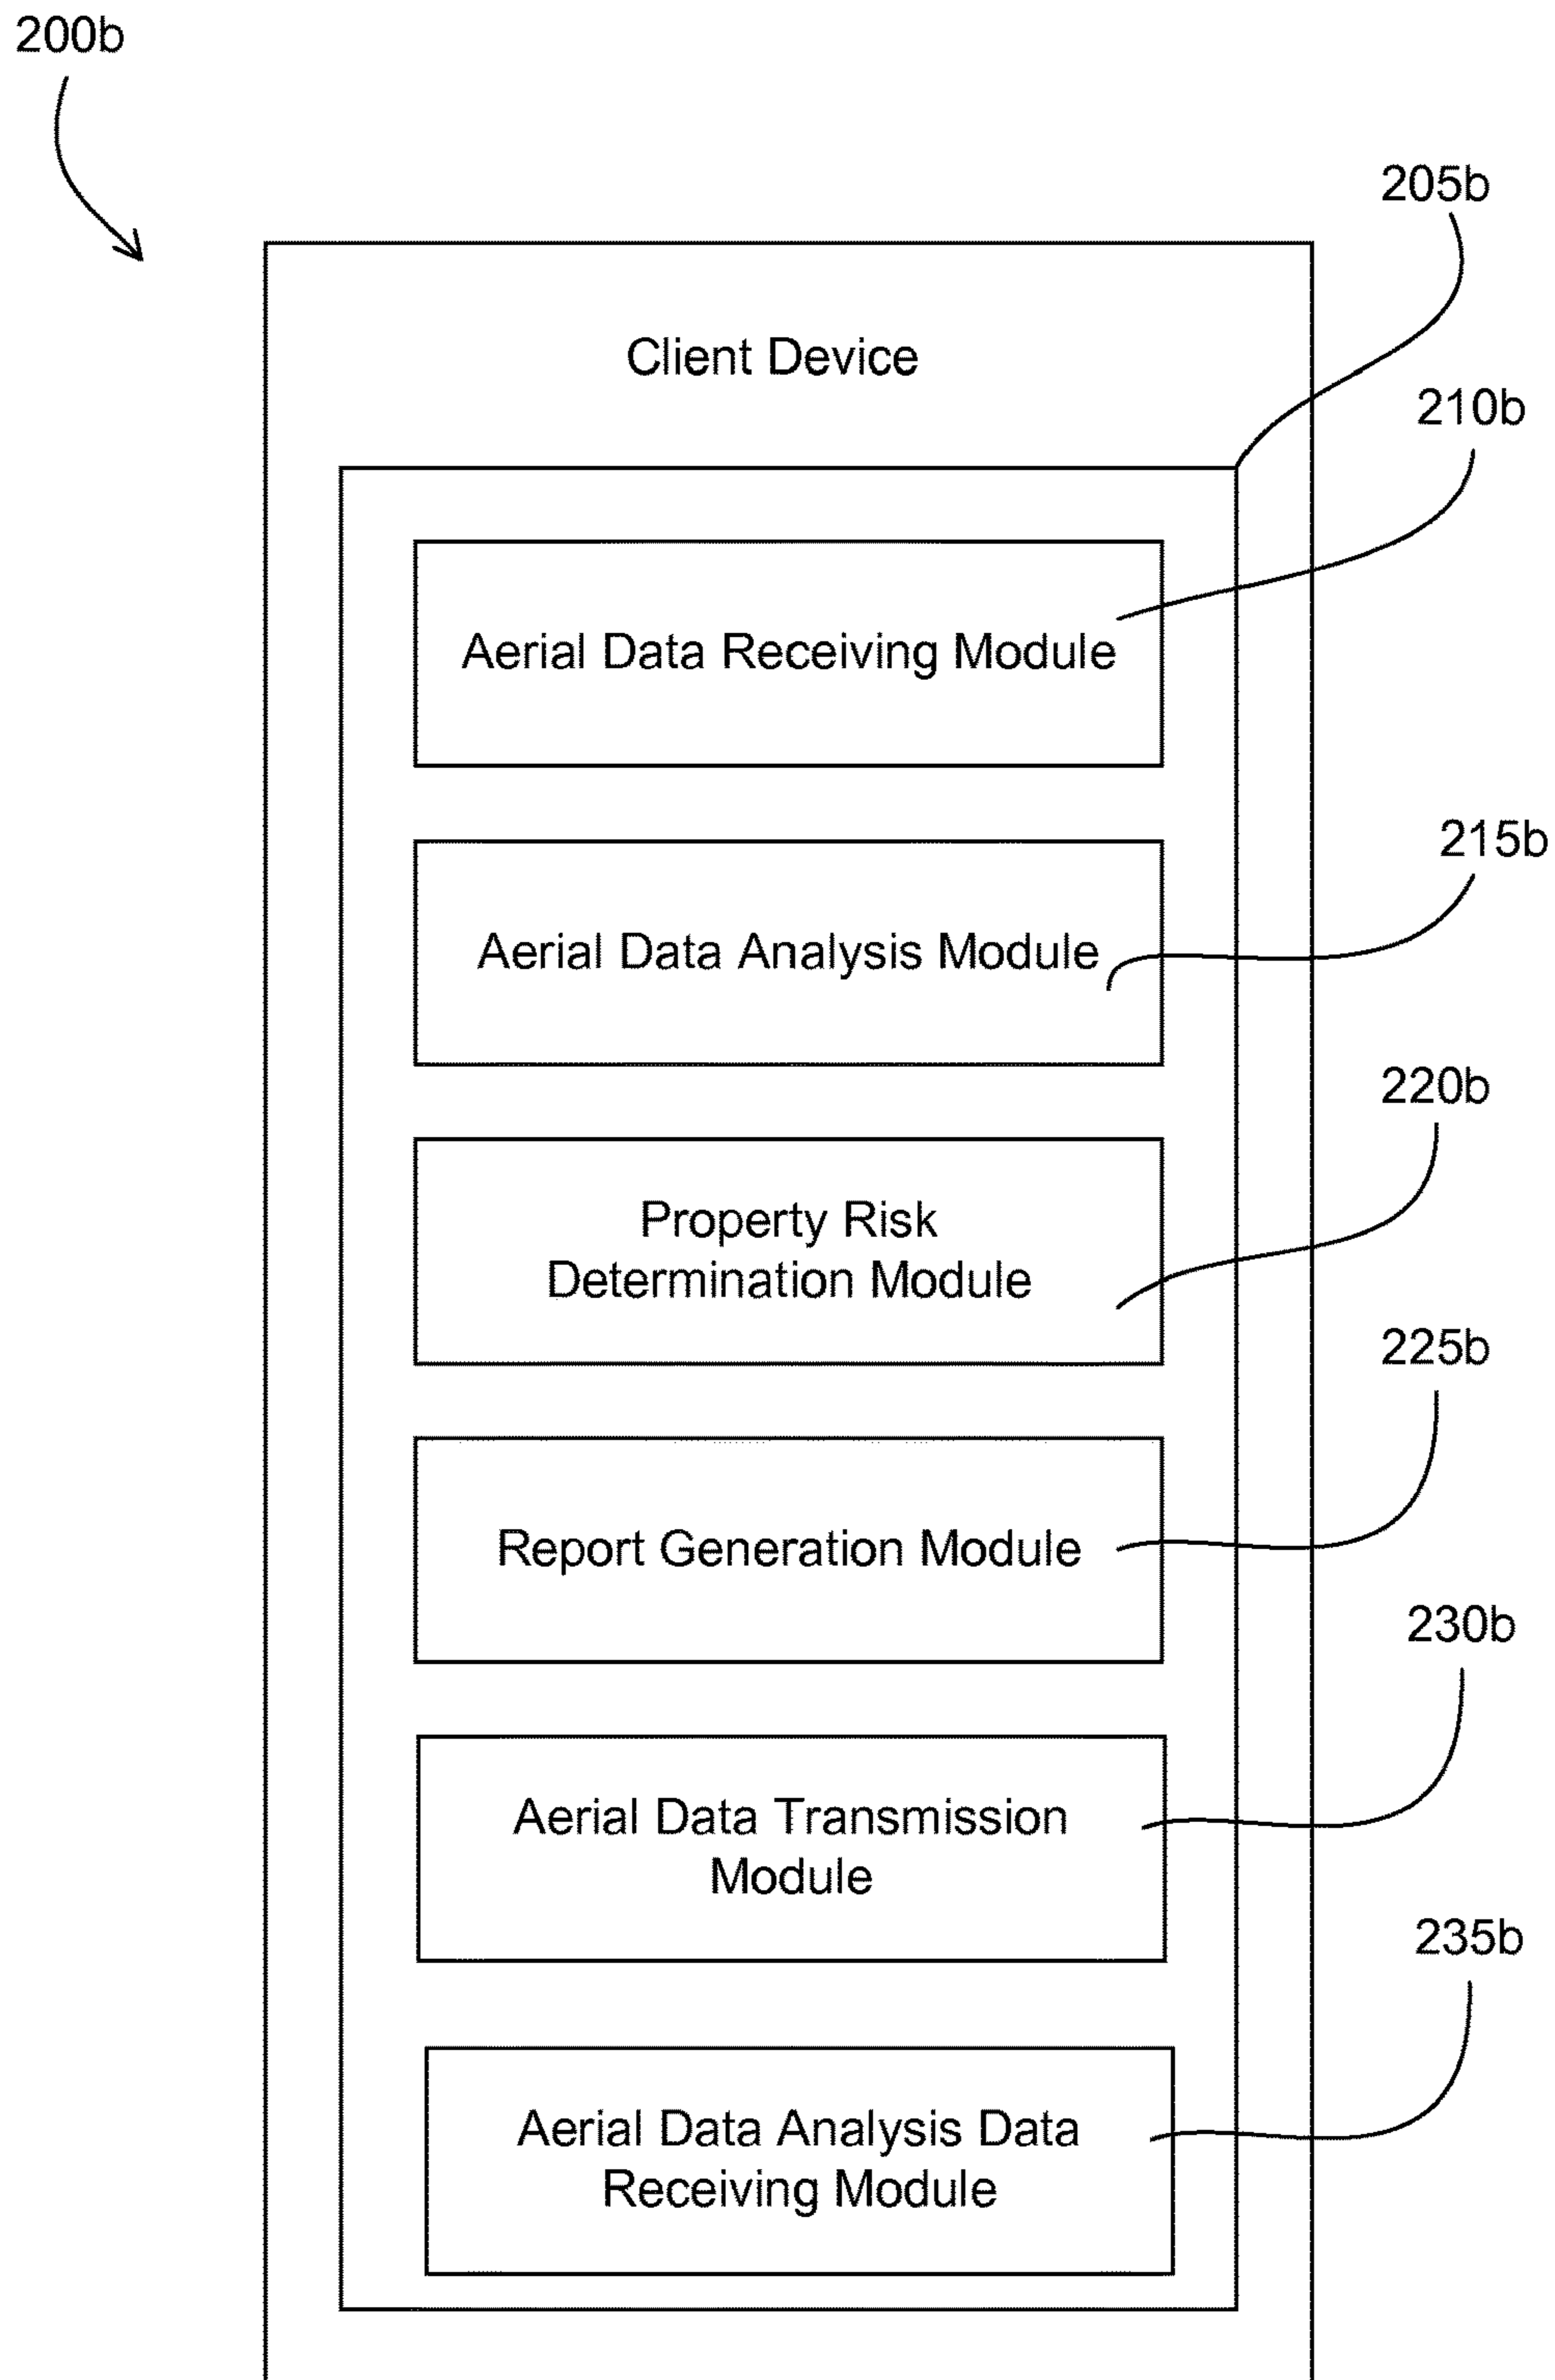 200b
205b
Client Device
210b
Aerial Data Receiving Module
215b
Aerial Data Analysis Module
220b
Property Risk
Determination Module
225b
Report Generation Module
230b
Aerial Data Transmission
Module
235b
Aerial Data Analysis Data
Receiving Module